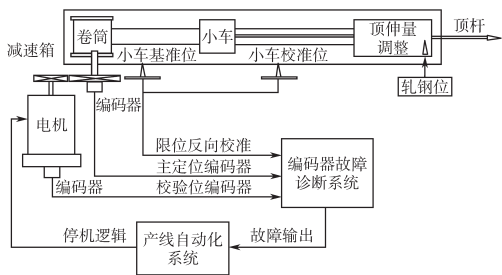 卷筒
小车
顶伸量
调整
顶杆
减速箱
小车基准位
小车校准位
轧钢位
编码器
电机
限位反向校准
主定位编码器
校验位编码器
编码器
编码器故障
诊断系统
停机逻辑
产线自动化
系统
故障输出